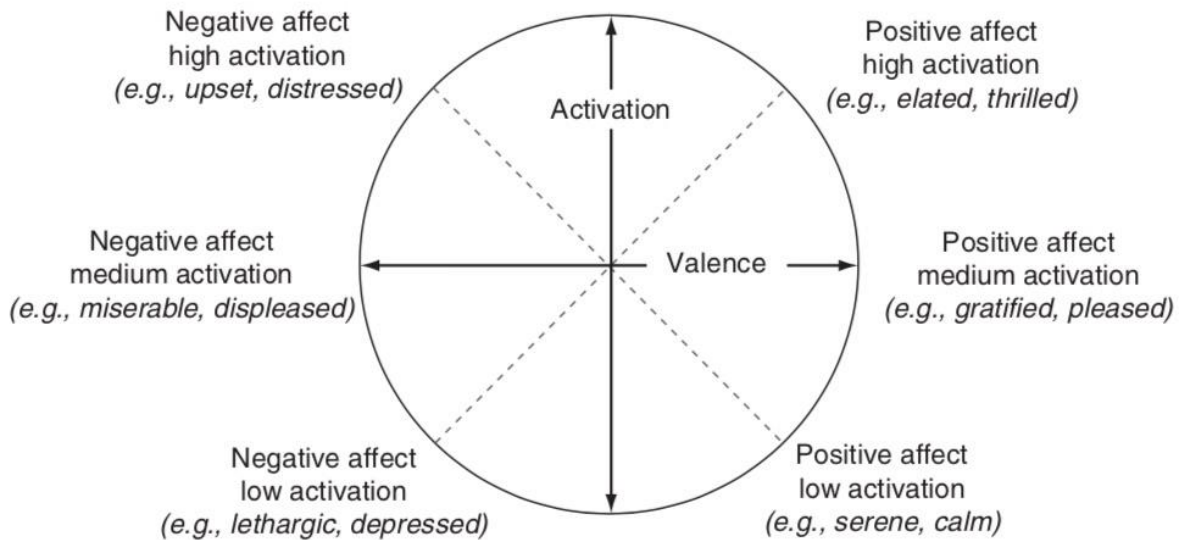 Negative affect
high activation
(e.g., upset, distressed)
Positive affect
high activation
(e.g., elated, thrilled)
Activation
Negative affect
medium activation
(e.g., miserable, displeased)
Valence
Positive affect
medium activation
(e.g., gratified, pleased)
Negative affect
low activation
(e.g., lethargic, depressed)
Positive affect
low activation
(e.g., serene, calm)